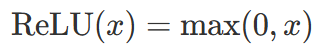 ReLU(x) = max(0, x)